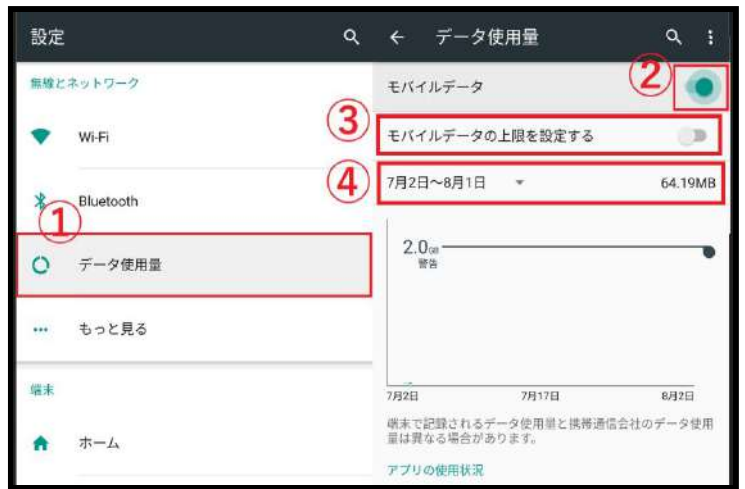 設定
無線とネットワーク
Wi-Fi
Bluetooth
①
データ使用量
もっと見る
端末
ホーム
データ使用量
②
モバイルデータ
③
モバイルデータの上限を設定する
④
7月2日～8月1日 64.19MB
2.0GB
警告
7月2日 7月17日 8月2日
端末で記録されるデータ使用量と携帯通信会社のデータ使用
量は異なる場合があります。
アプリの使用状況